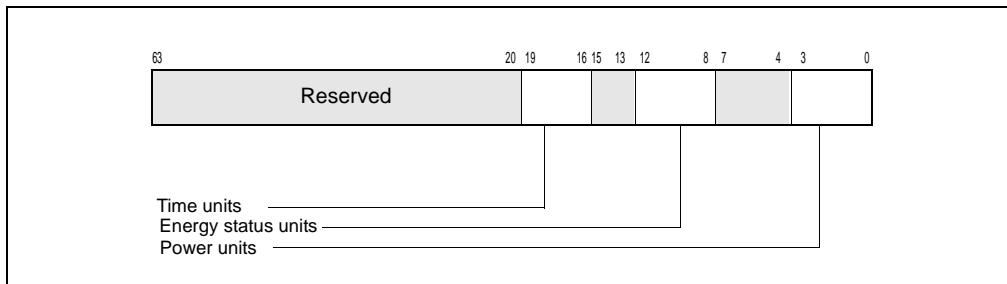 63 20 19 16 15 13 12 8 7 4 3 0
Reserved
Time units
Energy status units
Power units